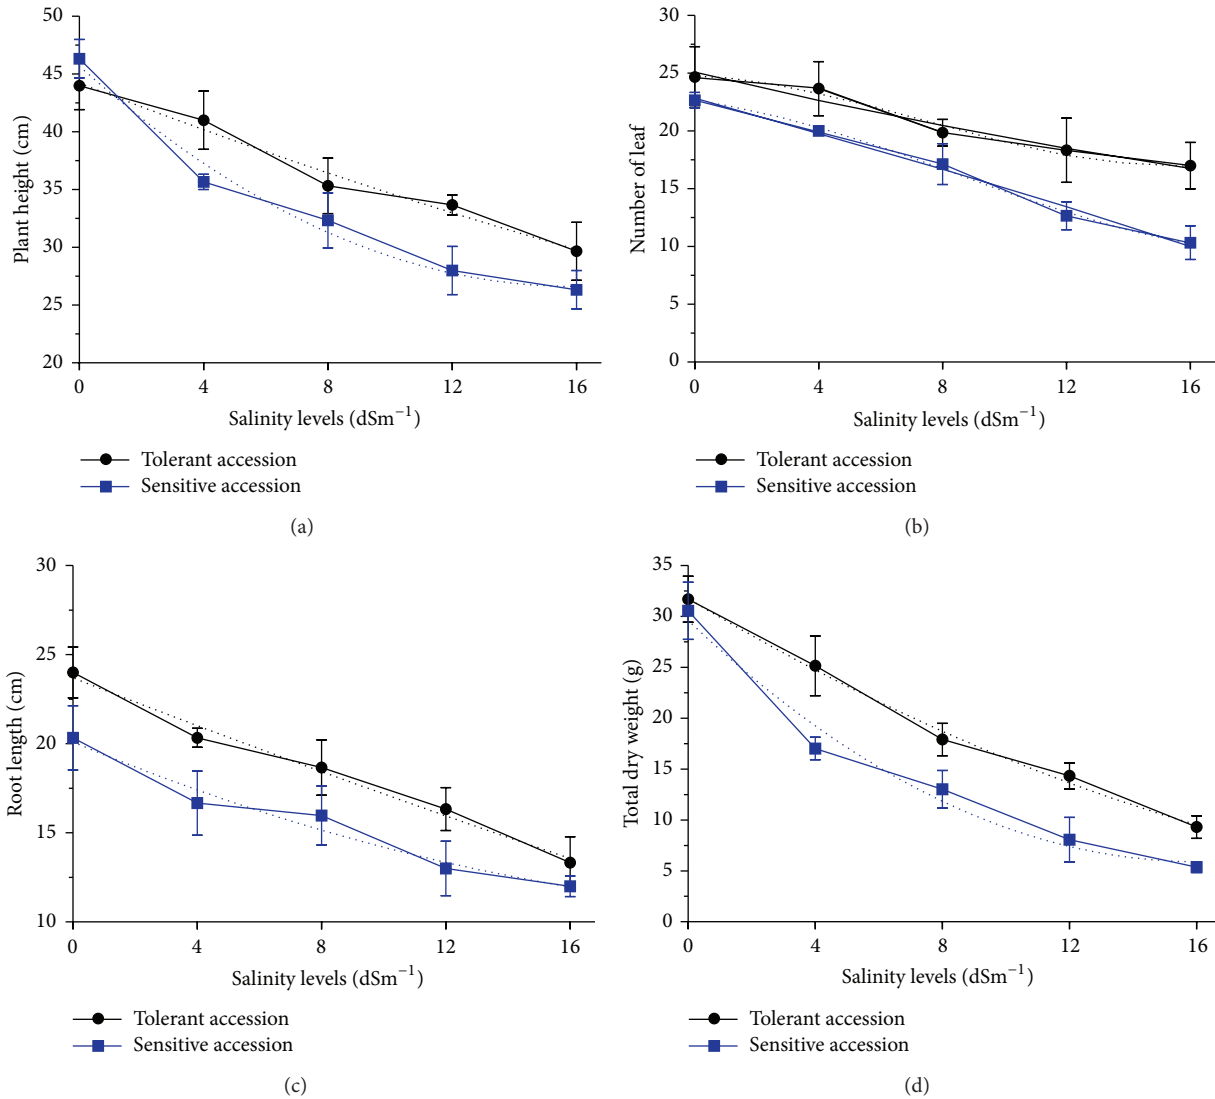 50
45
40
35
30
25
20
Plant height (cm)
0 4 8 12 16
Salinity levels (dSm⁻¹)
Tolerant accession
Sensitive accession
(a)
30
25
20
15
10
5
0
Number of leaf
0 4 8 12 16
Salinity levels (dSm⁻¹)
Tolerant accession
Sensitive accession
(b)
30
25
20
15
10
Root length (cm)
0 4 8 12 16
Salinity levels (dSm⁻¹)
Tolerant accession
Sensitive accession
(c)
35
30
25
20
15
10
5
0
Total dry weight (g)
0 4 8 12 16
Salinity levels (dSm⁻¹)
Tolerant accession
Sensitive accession
(d)